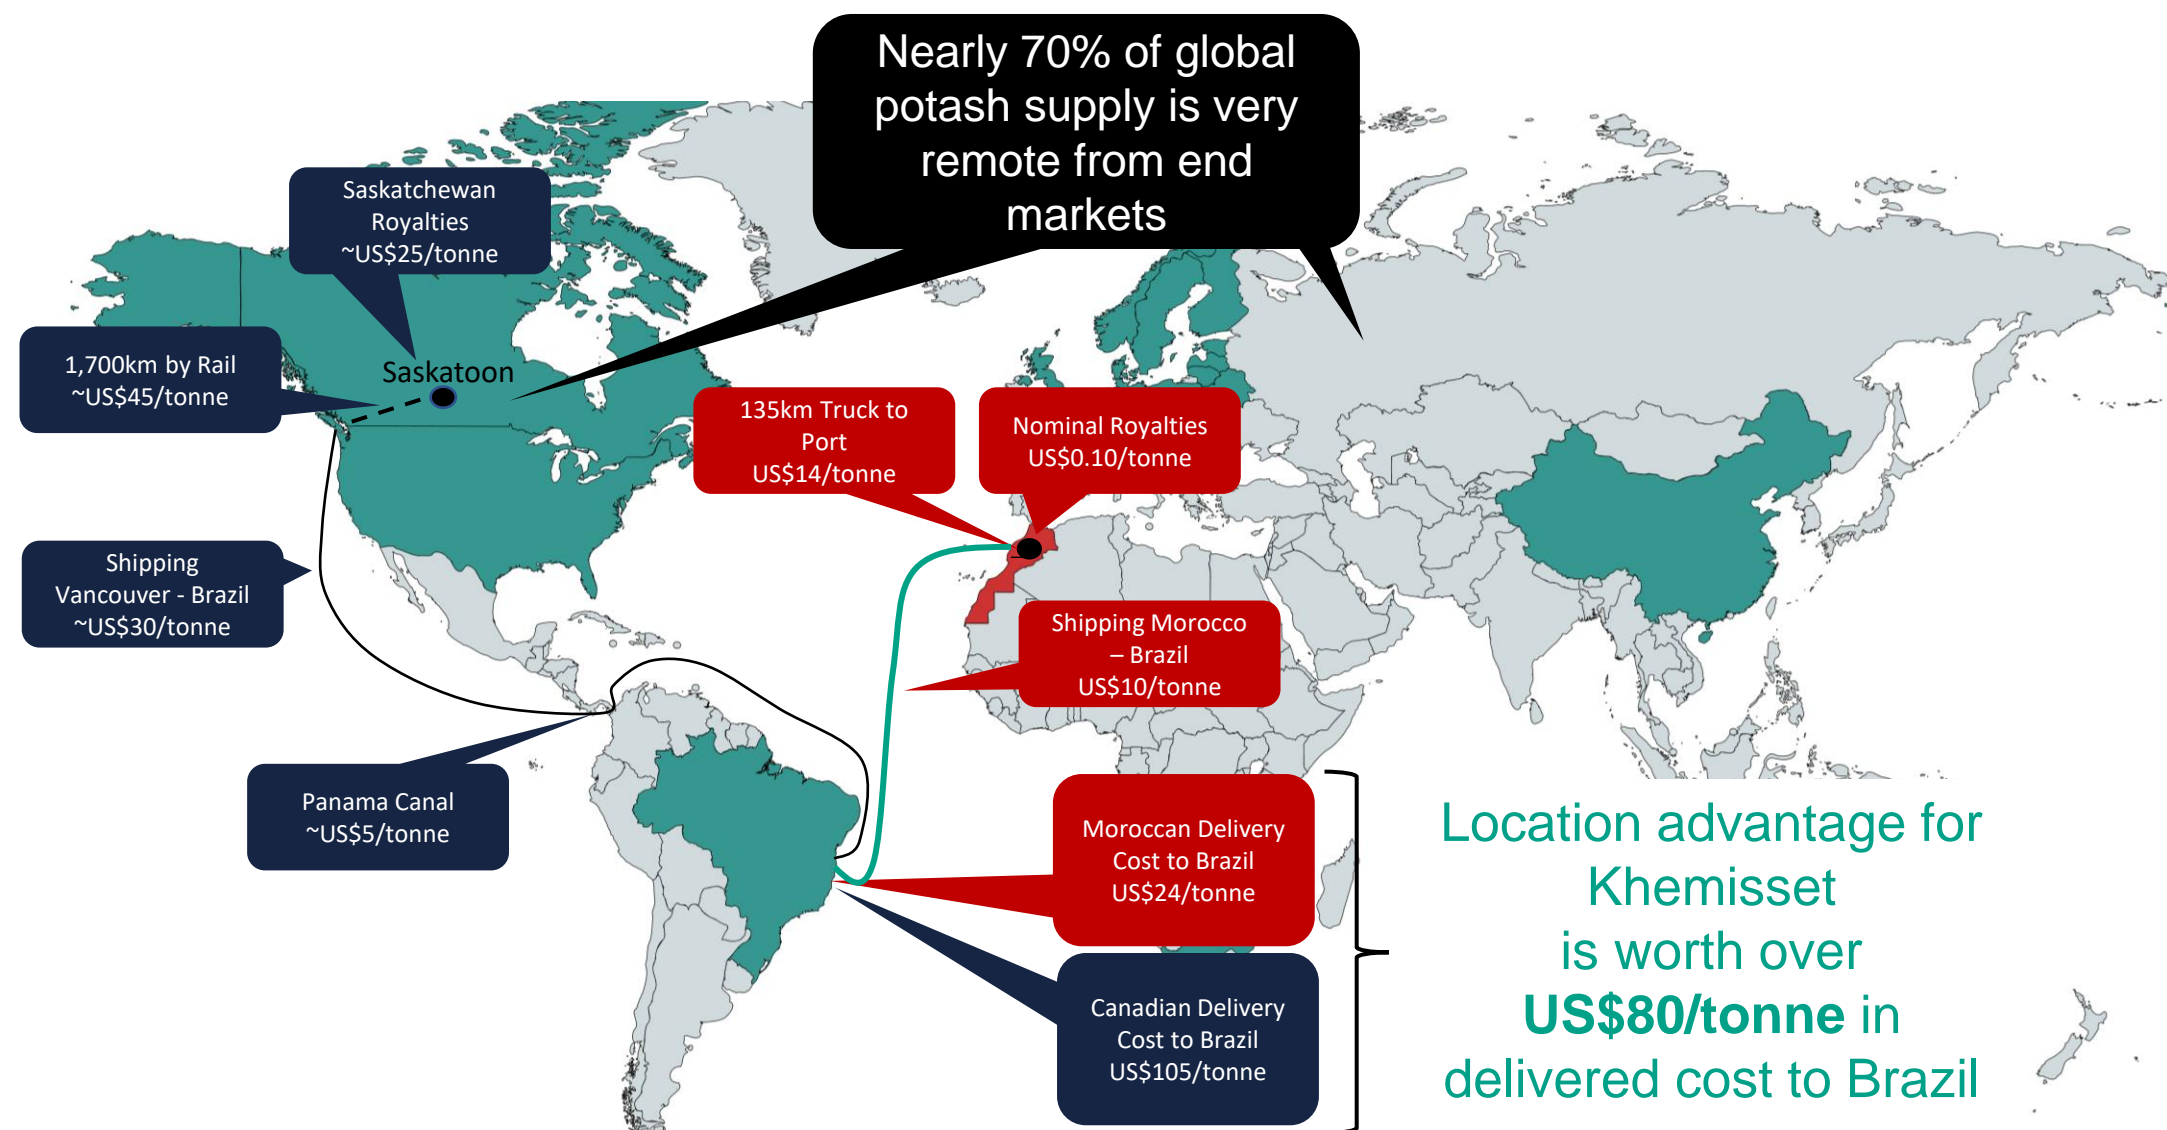 Nearly 70% of global
potash supply is very
remote from end
markets
Saskatchewan
Royalties
~US$25/tonne
1,700km by Rail
~US$45/tonne
Saskatoon
135km Truck to
Port
US$14/tonne
Nominal Royalties
US$0.10/tonne
Shipping
Vancouver - Brazil
~US$30/tonne
Shipping Morocco
– Brazil
US$10/tonne
Panama Canal
~US$5/tonne
Moroccan Delivery
Cost to Brazil
US$24/tonne
Canadian Delivery
Cost to Brazil
US$105/tonne
Location advantage for
Khemisset
is worth over
US$80/tonne in
delivered cost to Brazil